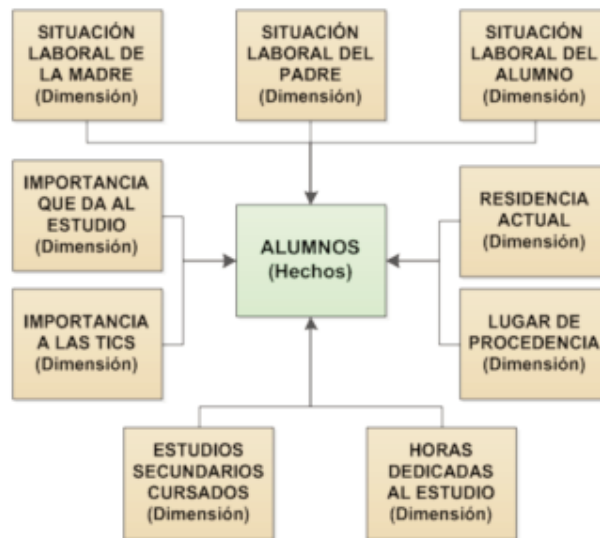 SITUACIÓN
LABORAL DE
LA MADRE
(Dimensión)
SITUACIÓN
LABORAL DEL
PADRE
(Dimensión)
SITUACIÓN
LABORAL DEL
ALUMNO
(Dimensión)
IMPORTANCIA
QUE DA AL
ESTUDIO
(Dimensión)
ALUMNOS
(Hechos)
RESIDENCIA
ACTUAL
(Dimensión)
IMPORTANCIA
A LAS TICS
(Dimensión)
LUGAR DE
PROCEDENCIA
(Dimensión)
ESTUDIOS
SECUNDARIOS
CURSADOS
(Dimensión)
HORAS
DEDICADAS
AL ESTUDIO
(Dimensión)